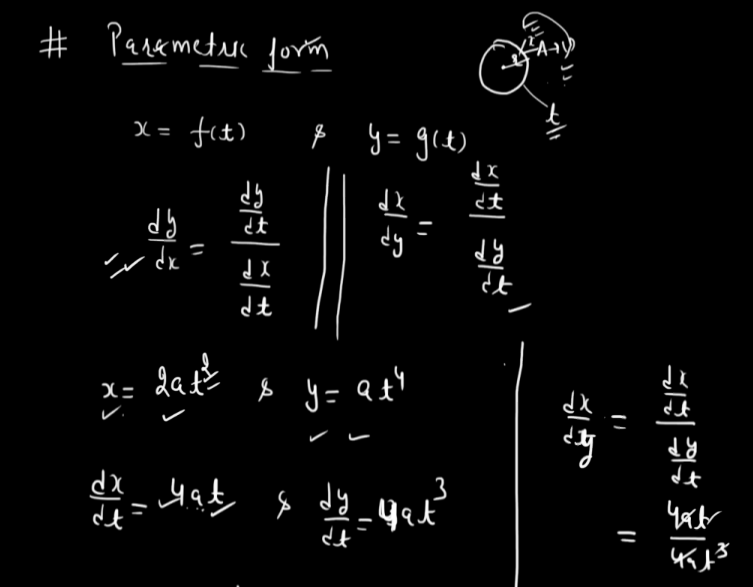 # Parametric form
x = f(t) & y = g(t)
dy/dx = (dy/dt)/(dx/dt) || dx/dy = (dx/dt)/(dy/dt)
x = 2at² & y = at⁴
dx/dt = 4at & dy/dt = 4at³
dx/dy = (dx/dt)/(dy/dt)
= 4at/4at³
t